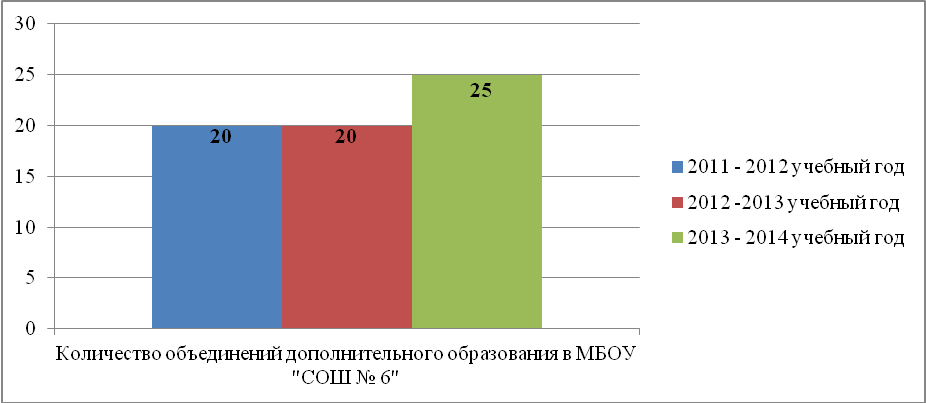 30
25
20
15
10
5
0
20
20
25
Количество объединений дополнительного образования в МБОУ
"СОШ № 6"
2011 - 2012 учебный год
2012 -2013 учебный год
2013 - 2014 учебный год